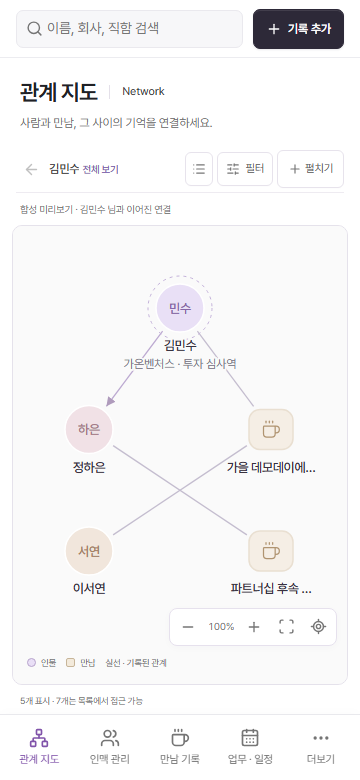 이름, 회사, 직함 검색
기록 추가
관계 지도
Network
사람과 만남, 그 사이의 기억을 연결하세요.
김민수 전체 보기
필터
펼치기
합성 미리보기 · 김민수 님과 이어진 연결
민수
김민수
가온벤처스 · 투자 심사역
하은
정하은
가을 데모데이에...
서연
이서연
파트너십 후속 ...
100%
인물
만남
실선 · 기록된 관계
5개 표시 · 7개는 목록에서 접근 가능
관계 지도
인맥 관리
만남 기록
업무 · 일정
더보기